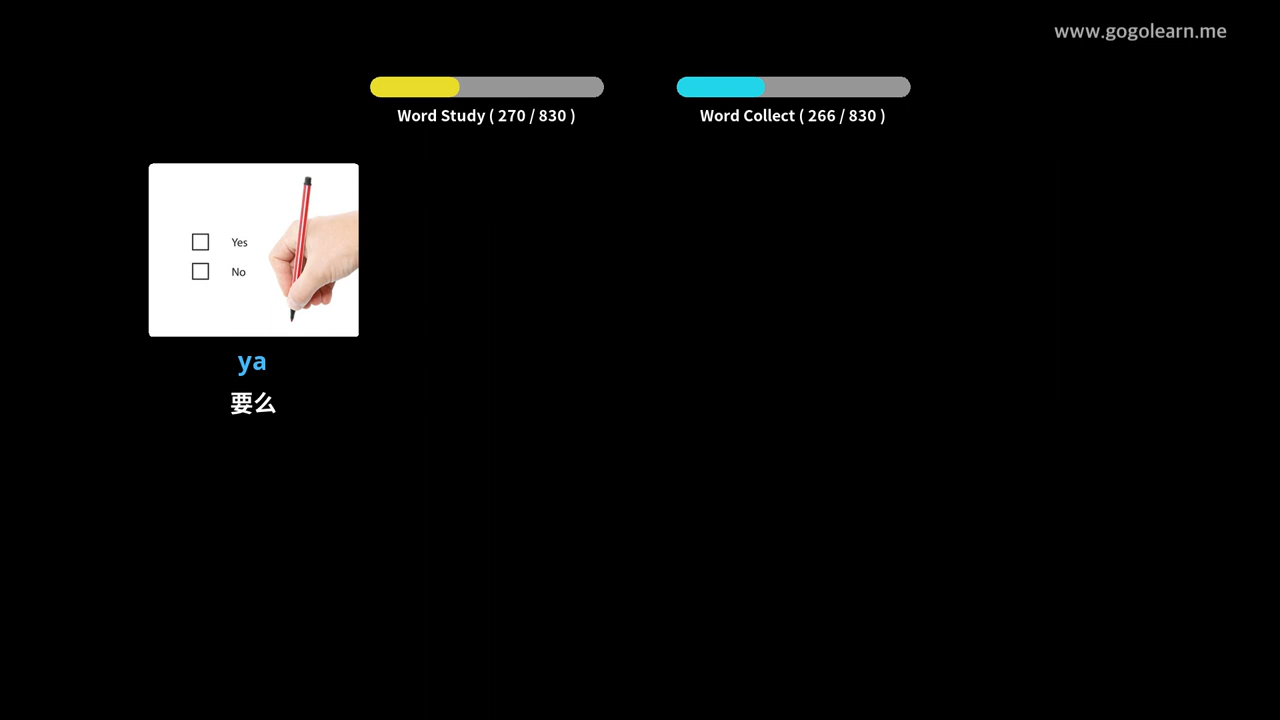 www.gogolearn.me
Word Study ( 270 / 830 )
Word Collect ( 266 / 830 )
Yes
No
ya
要么